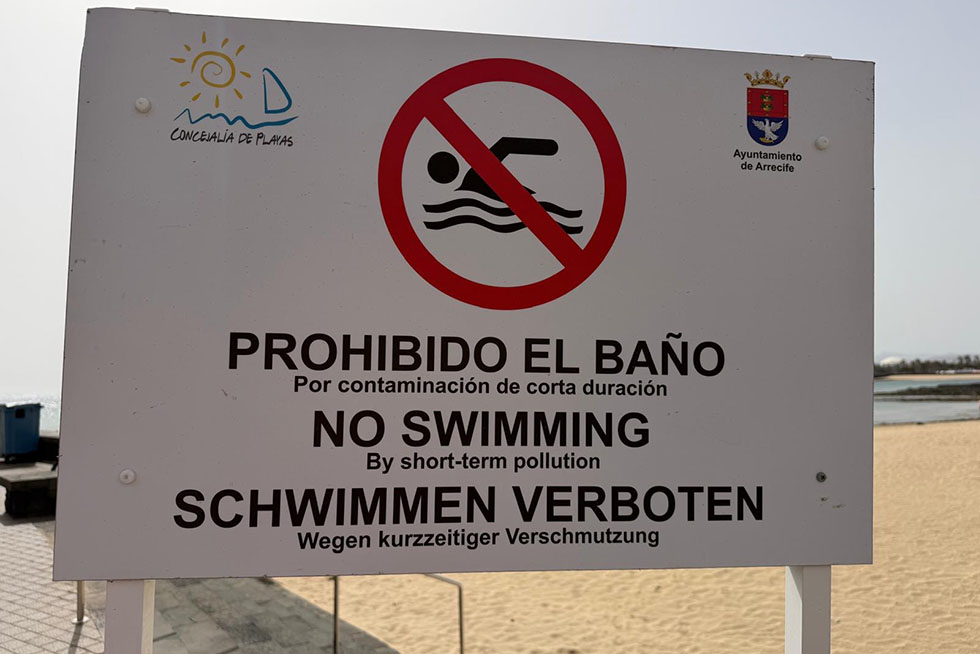 CONCEJALÍA DE PLAYAS
Ayuntamiento
de Arrecife
PROHIBIDO EL BAÑO
Por contaminación de corta duración
NO SWIMMING
By short-term pollution
SCHWIMMEN VERBOTEN
Wegen kurzzeitiger Verschmutzung